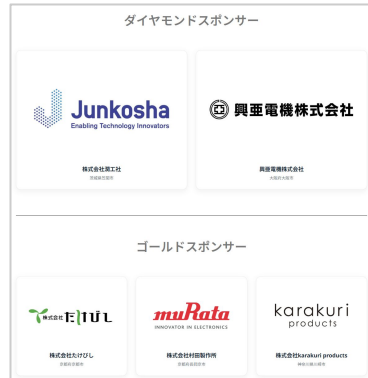 ダイヤモンドスポンサー
Junkosha
Enabling Technology Innovators
興亜電機株式会社
株式会社潤工社
興亜電機株式会社
ゴールドスポンサー
株式会社たけびし
muRata
INNOVATOR IN ELECTRONICS
karakuri
products
株式会社たけびし
株式会社村田製作所
株式会社karakuri products